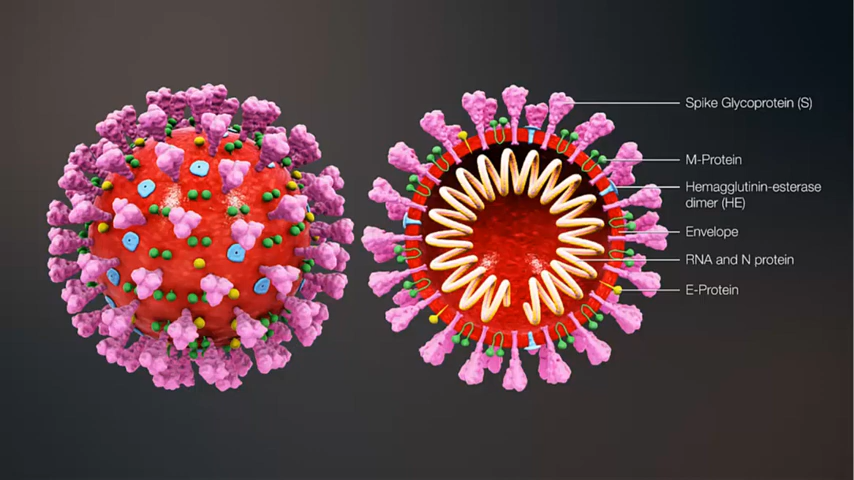 Spike Glycoprotein (S)
M-Protein
Hemagglutinin-esterase
dimer (HE)
Envelope
RNA and N protein
E-Protein